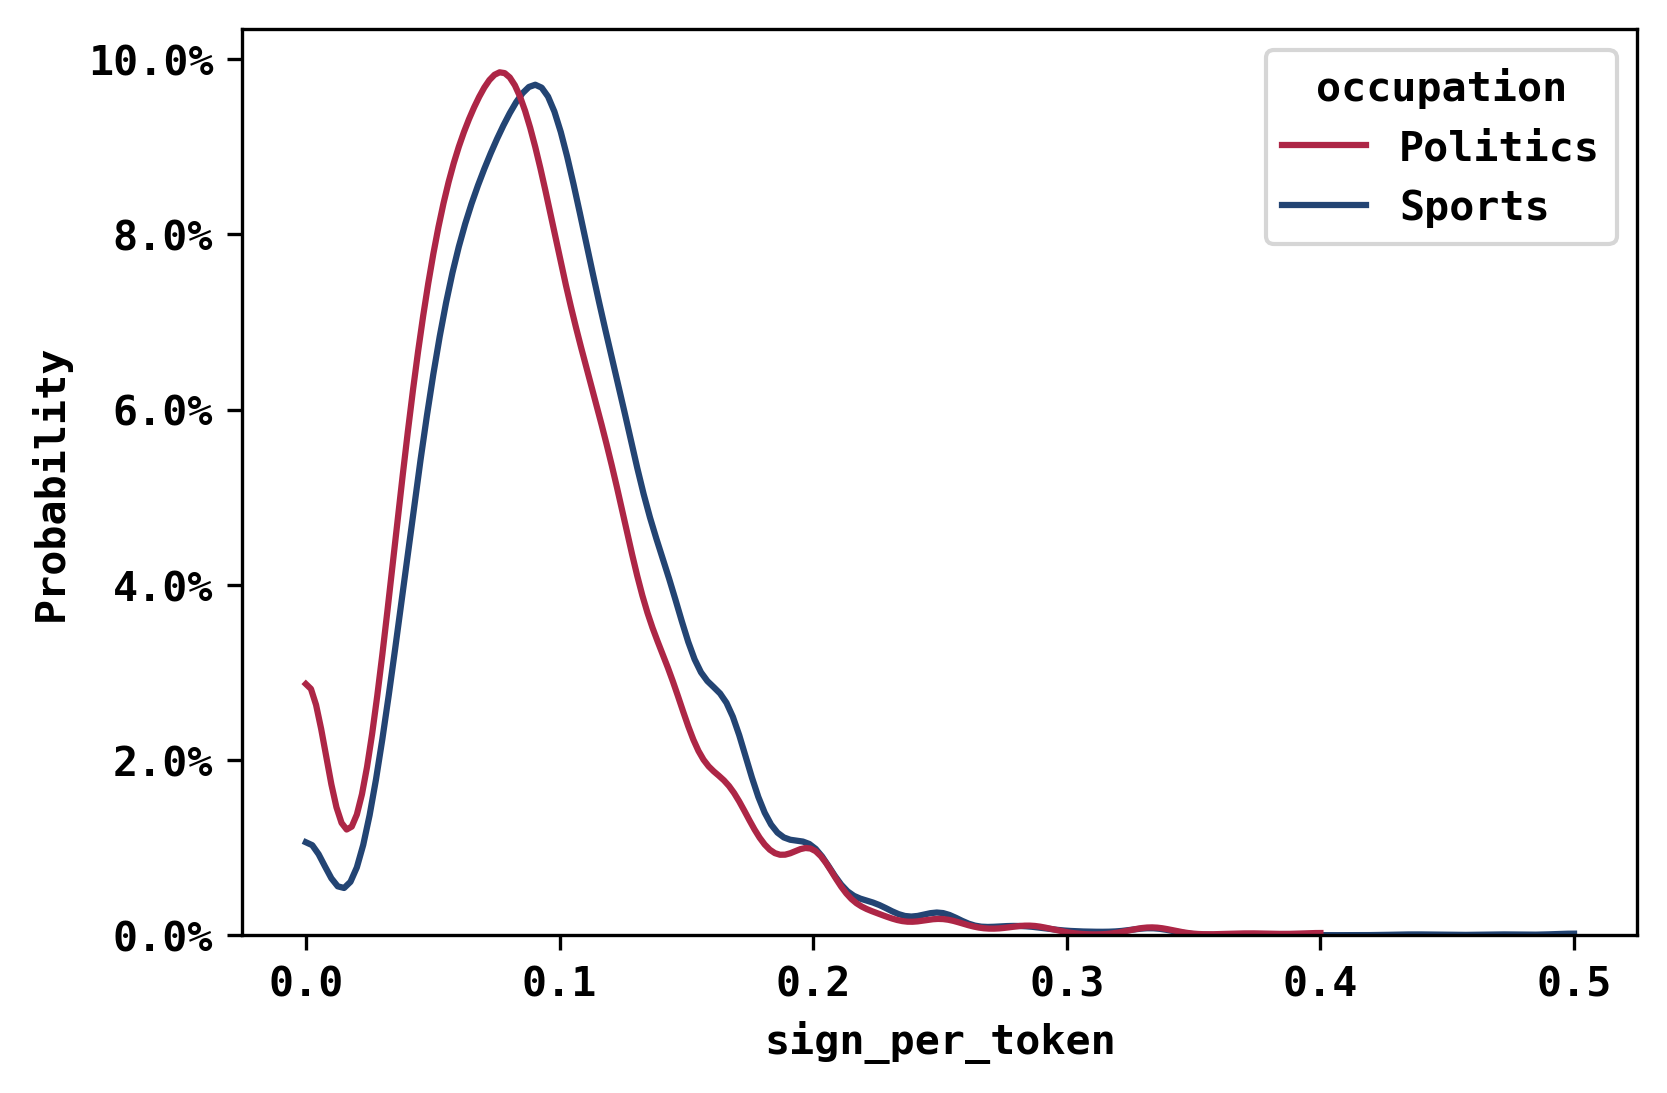 occupation
Politics
Sports
Probability
10.0%
8.0%
6.0%
4.0%
2.0%
0.0%
0.0 0.1 0.2 0.3 0.4 0.5
sign_per_token